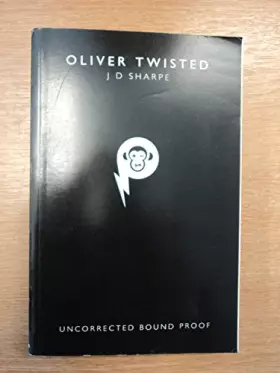 OLIVER TWISTED
J D SHARPE
UNCORRECTED BOUND PROOF